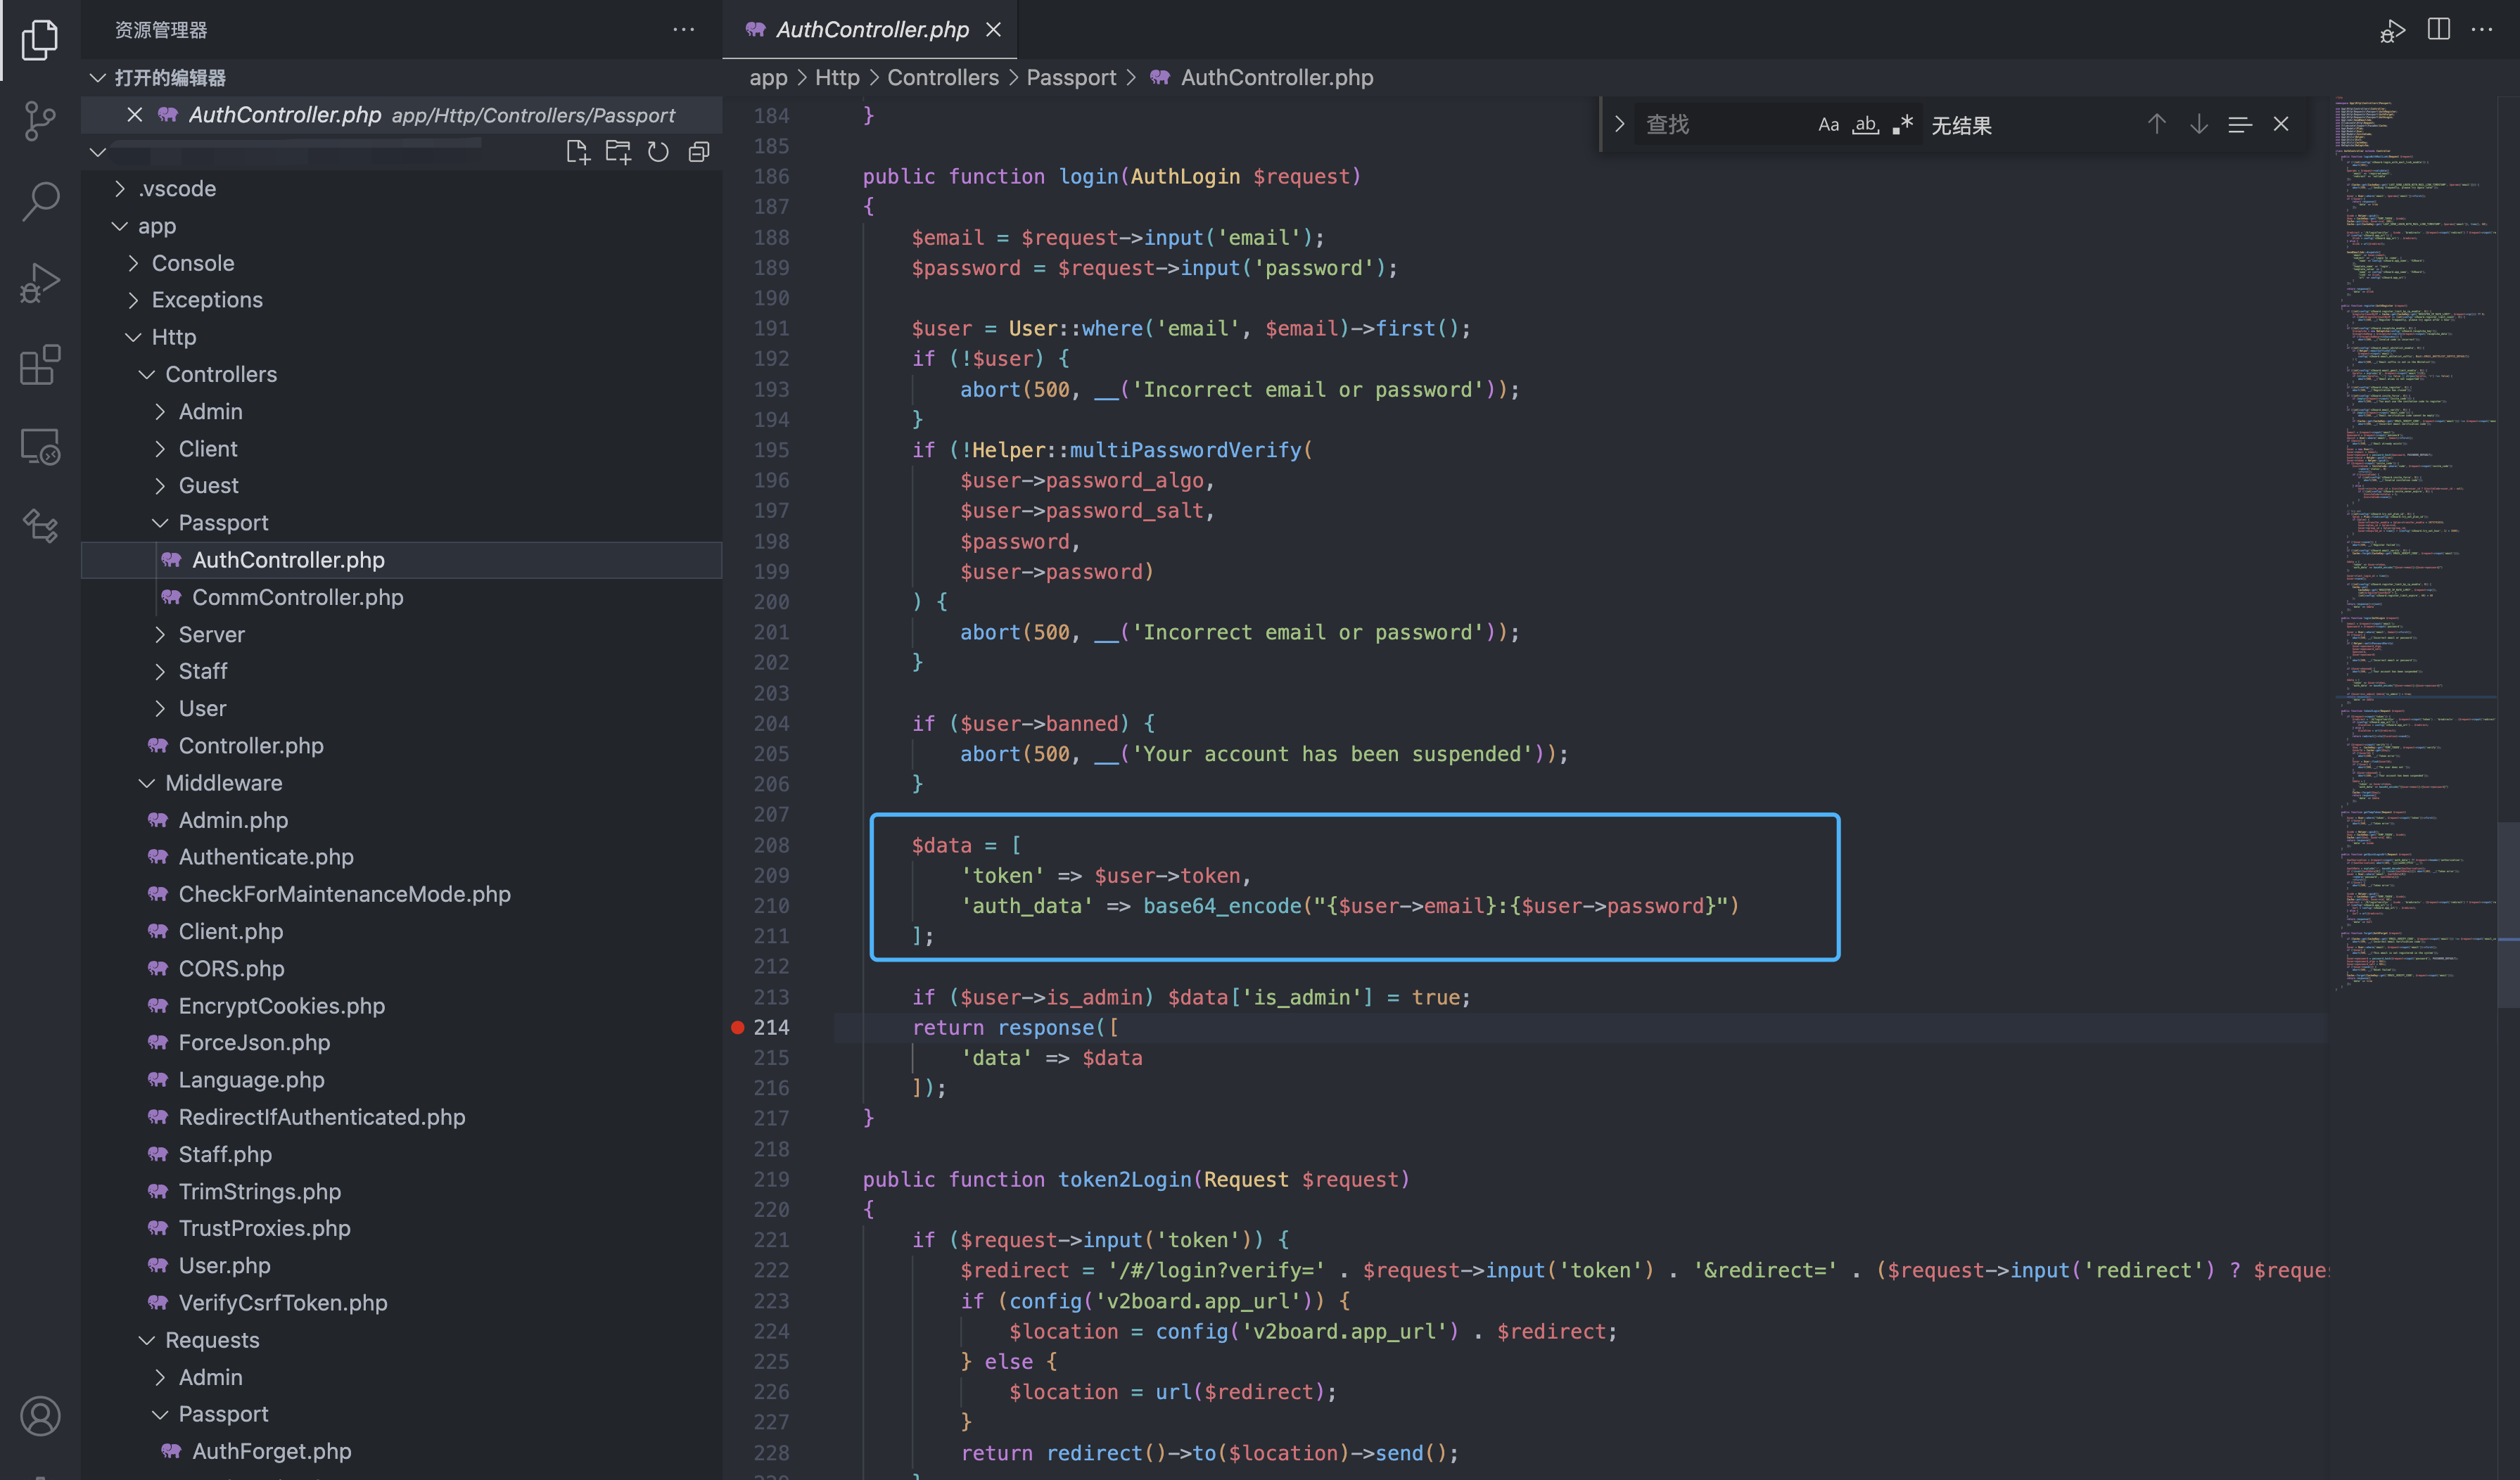 资源管理器
打开的编辑器
AuthController.php app/Http/Controllers/Passport
.vscode
app
Console
Exceptions
Http
Controllers
Admin
Client
Guest
Passport
AuthController.php
CommController.php
Server
Staff
User
Controller.php
Middleware
Admin.php
Authenticate.php
CheckForMaintenanceMode.php
Client.php
CORS.php
EncryptCookies.php
ForceJson.php
Language.php
RedirectIfAuthenticated.php
Staff.php
TrimStrings.php
TrustProxies.php
User.php
VerifyCsrfToken.php
Requests
Admin
Passport
AuthForget.php
AuthController.php
app > Http > Controllers > Passport > AuthController.php
查找 Aa ab .* 无结果
184 }
185
186 public function login(AuthLogin $request)
187 {
188 $email = $request->input('email');
189 $password = $request->input('password');
190
191 $user = User::where('email', $email)->first();
192 if (!$user) {
193 abort(500, __('Incorrect email or password'));
194 }
195 if (!Helper::multiPasswordVerify(
196 $user->password_algo,
197 $user->password_salt,
198 $password,
199 $user->password)
200 ) {
201 abort(500, __('Incorrect email or password'));
202 }
203
204 if ($user->banned) {
205 abort(500, __('Your account has been suspended'));
206 }
207
208 $data = [
209 'token' => $user->token,
210 'auth_data' => base64_encode("{$user->email}:{$user->password}")
211 ];
212
213 if ($user->is_admin) $data['is_admin'] = true;
214 return response([
215 'data' => $data
216 ]);
217 }
218
219 public function token2Login(Request $request)
220 {
221 if ($request->input('token')) {
222 $redirect = '/#/login?verify=' . $request->input('token') . '&redirect=' . ($request->input('redirect') ? $reque
223 if (config('v2board.app_url')) {
224 $location = config('v2board.app_url') . $redirect;
225 } else {
226 $location = url($redirect);
227 }
228 return redirect()->to($location)->send();